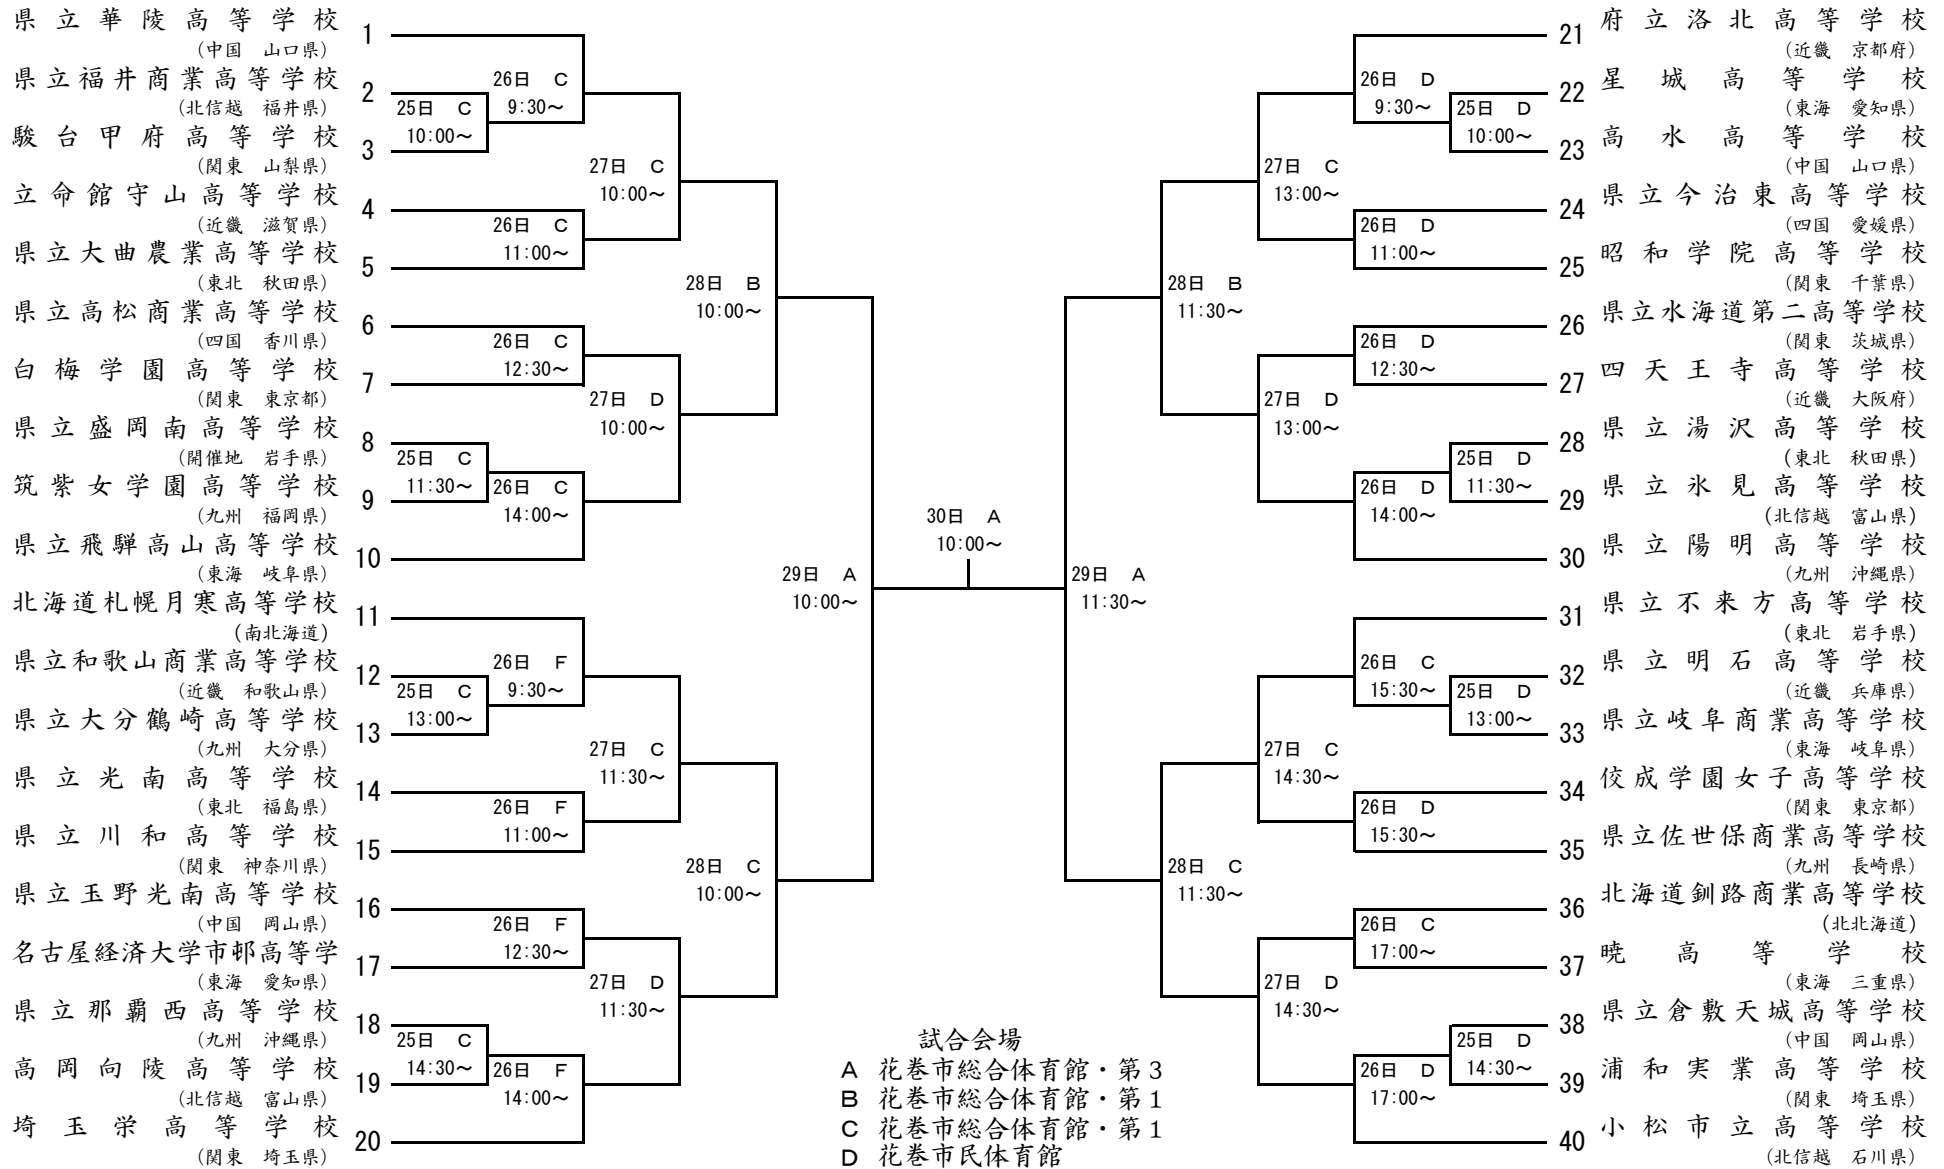 県立華陵高等学校
(中国 山口県)
1
県立福井商業高等学校
(北信越 福井県)
2
駿台甲府高等学校
(関東 山梨県)
3
立命館守山高等学校
(近畿 滋賀県)
4
県立大曲農業高等学校
(東北 秋田県)
5
県立高松商業高等学校
(四国 香川県)
6
白梅学園高等学校
(関東 東京都)
7
県立盛岡南高等学校
(開催地 岩手県)
8
筑紫女学園高等学校
(九州 福岡県)
9
県立飛騨高山高等学校
(東海 岐阜県)
10
北海道札幌月寒高等学校
(南北海道)
11
県立和歌山商業高等学校
(近畿 和歌山県)
12
県立大分鶴崎高等学校
(九州 大分県)
13
県立光南高等学校
(東北 福島県)
14
県立川和高等学校
(関東 神奈川県)
15
県立玉野光南高等学校
(中国 岡山県)
16
名古屋経済大学市邨高等学
(東海 愛知県)
17
県立那覇西高等学校
(九州 沖縄県)
18
高岡向陵高等学校
(北信越 富山県)
19
埼玉栄高等学校
(関東 埼玉県)
20
25日 C
10:00～
25日 C
11:30～
25日 C
13:00～
25日 C
14:30～
26日 C
9:30～
26日 C
11:00～
26日 C
12:30～
26日 C
14:00～
26日 F
9:30～
26日 F
11:00～
26日 F
12:30～
26日 F
14:00～
27日 C
10:00～
27日 D
10:00～
27日 C
11:30～
27日 D
11:30～
28日 B
10:00～
28日 C
10:00～
29日 A
10:00～
30日 A
10:00～
29日 A
11:30～
28日 B
11:30～
28日 C
11:30～
27日 C
13:00～
27日 D
13:00～
27日 C
14:30～
27日 D
14:30～
26日 D
9:30～
26日 D
11:00～
26日 D
12:30～
26日 D
14:00～
26日 C
15:30～
26日 D
15:30～
26日 C
17:00～
26日 D
17:00～
25日 D
10:00～
25日 D
11:30～
25日 D
13:00～
25日 D
14:30～
21
府立洛北高等学校
(近畿 京都府)
22
星城高等学校
(東海 愛知県)
23
高水高等学校
(中国 山口県)
24
県立今治東高等学校
(四国 愛媛県)
25
昭和学院高等学校
(関東 千葉県)
26
県立水海道第二高等学校
(関東 茨城県)
27
四天王寺高等学校
(近畿 大阪府)
28
県立湯沢高等学校
(東北 秋田県)
29
県立氷見高等学校
(北信越 富山県)
30
県立陽明高等学校
(九州 沖縄県)
31
県立不来方高等学校
(東北 岩手県)
32
県立明石高等学校
(近畿 兵庫県)
33
県立岐阜商業高等学校
(東海 岐阜県)
34
佼成学園女子高等学校
(関東 東京都)
35
県立佐世保商業高等学校
(九州 長崎県)
36
北海道釧路商業高等学校
(北北海道)
37
暁高等学校
(東海 三重県)
38
県立倉敷天城高等学校
(中国 岡山県)
39
浦和実業高等学校
(関東 埼玉県)
40
小松市立高等学校
(北信越 石川県)
試合会場
A 花巻市総合体育館・第3
B 花巻市総合体育館・第1
C 花巻市総合体育館・第1
D 花巻市民体育館